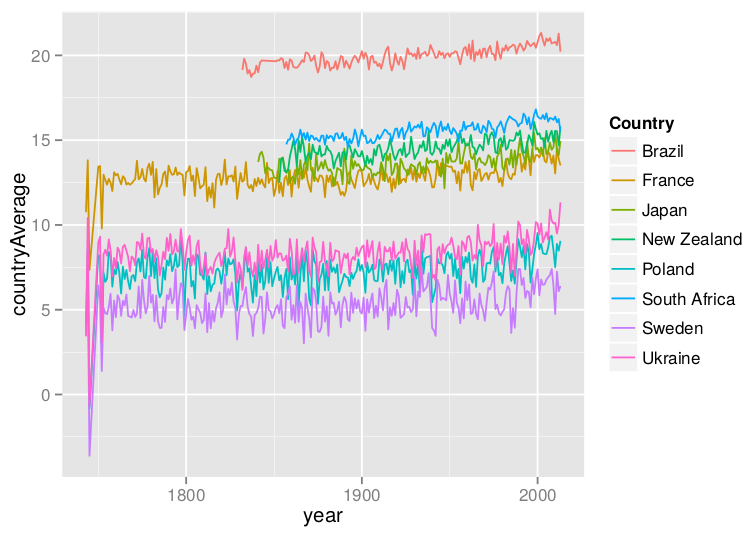 countryAverage
20
15
10
5
0
1800
1900
2000
year
Country
Brazil
France
Japan
New Zealand
Poland
South Africa
Sweden
Ukraine